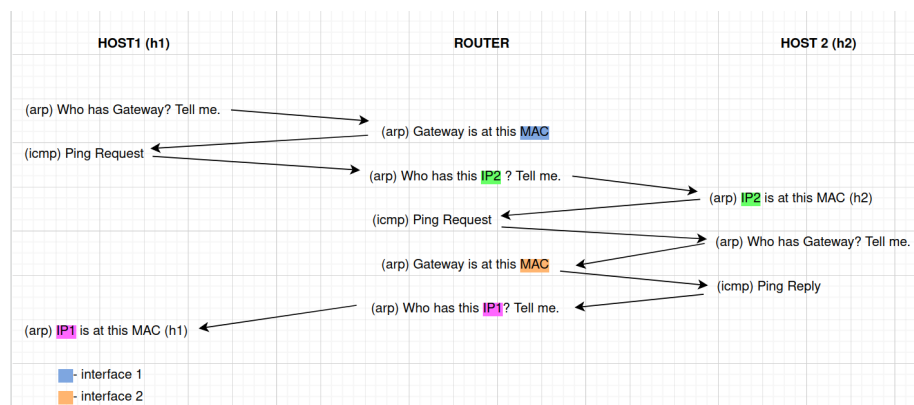 HOST1 (h1) ROUTER HOST 2 (h2)
(arp) Who has Gateway? Tell me.
(arp) Gateway is at this MAC
(icmp) Ping Request
(arp) Who has this IP2 ? Tell me.
(arp) IP2 is at this MAC (h2)
(icmp) Ping Request
(arp) Who has Gateway? Tell me.
(arp) Gateway is at this MAC
(icmp) Ping Reply
(arp) Who has this IP1? Tell me.
(arp) IP1 is at this MAC (h1)
- interface 1
- interface 2